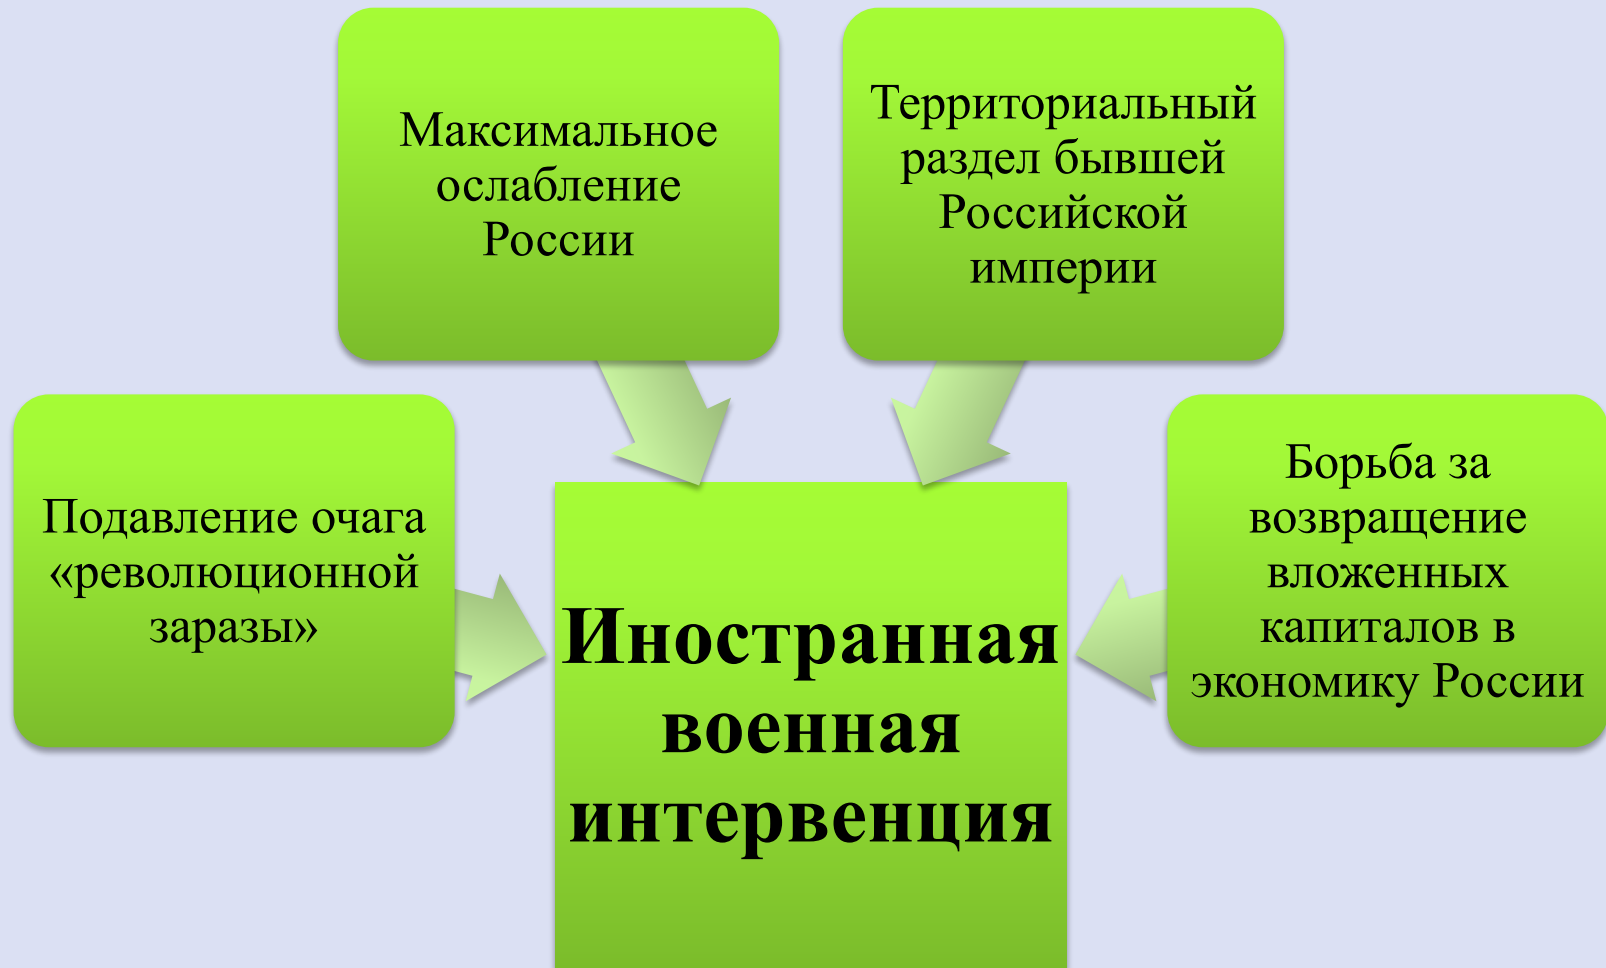 Максимальное
ослабление
России
Территориальный
раздел бывшей
Российской
империи
Подавление очага
«революционной
заразы»
Борьба за
возвращение
вложенных
капиталов в
экономику России
Иностранная
военная
интервенция